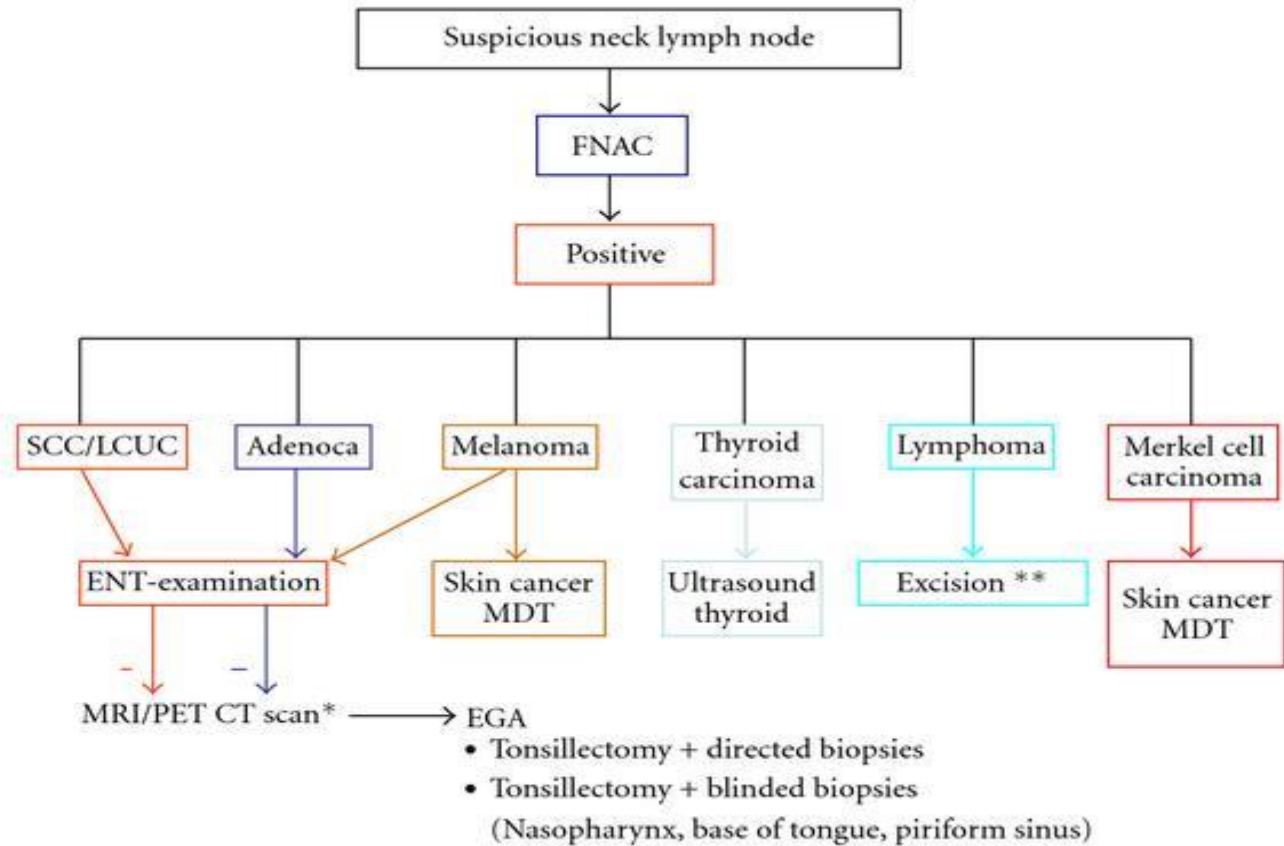 Suspicious neck lymph node
FNAC
Positive
SCC/LCUC
Adenoca
Melanoma
Thyroid
carcinoma
Lymphoma
Merkel cell
carcinoma
ENT-examination
Skin cancer
MDT
Ultrasound
thyroid
Excision **
Skin cancer
MDT
– –
MRI/PET CT scan*
EGA
• Tonsillectomy + directed biopsies
• Tonsillectomy + blinded biopsies
(Nasopharynx, base of tongue, piriform sinus)